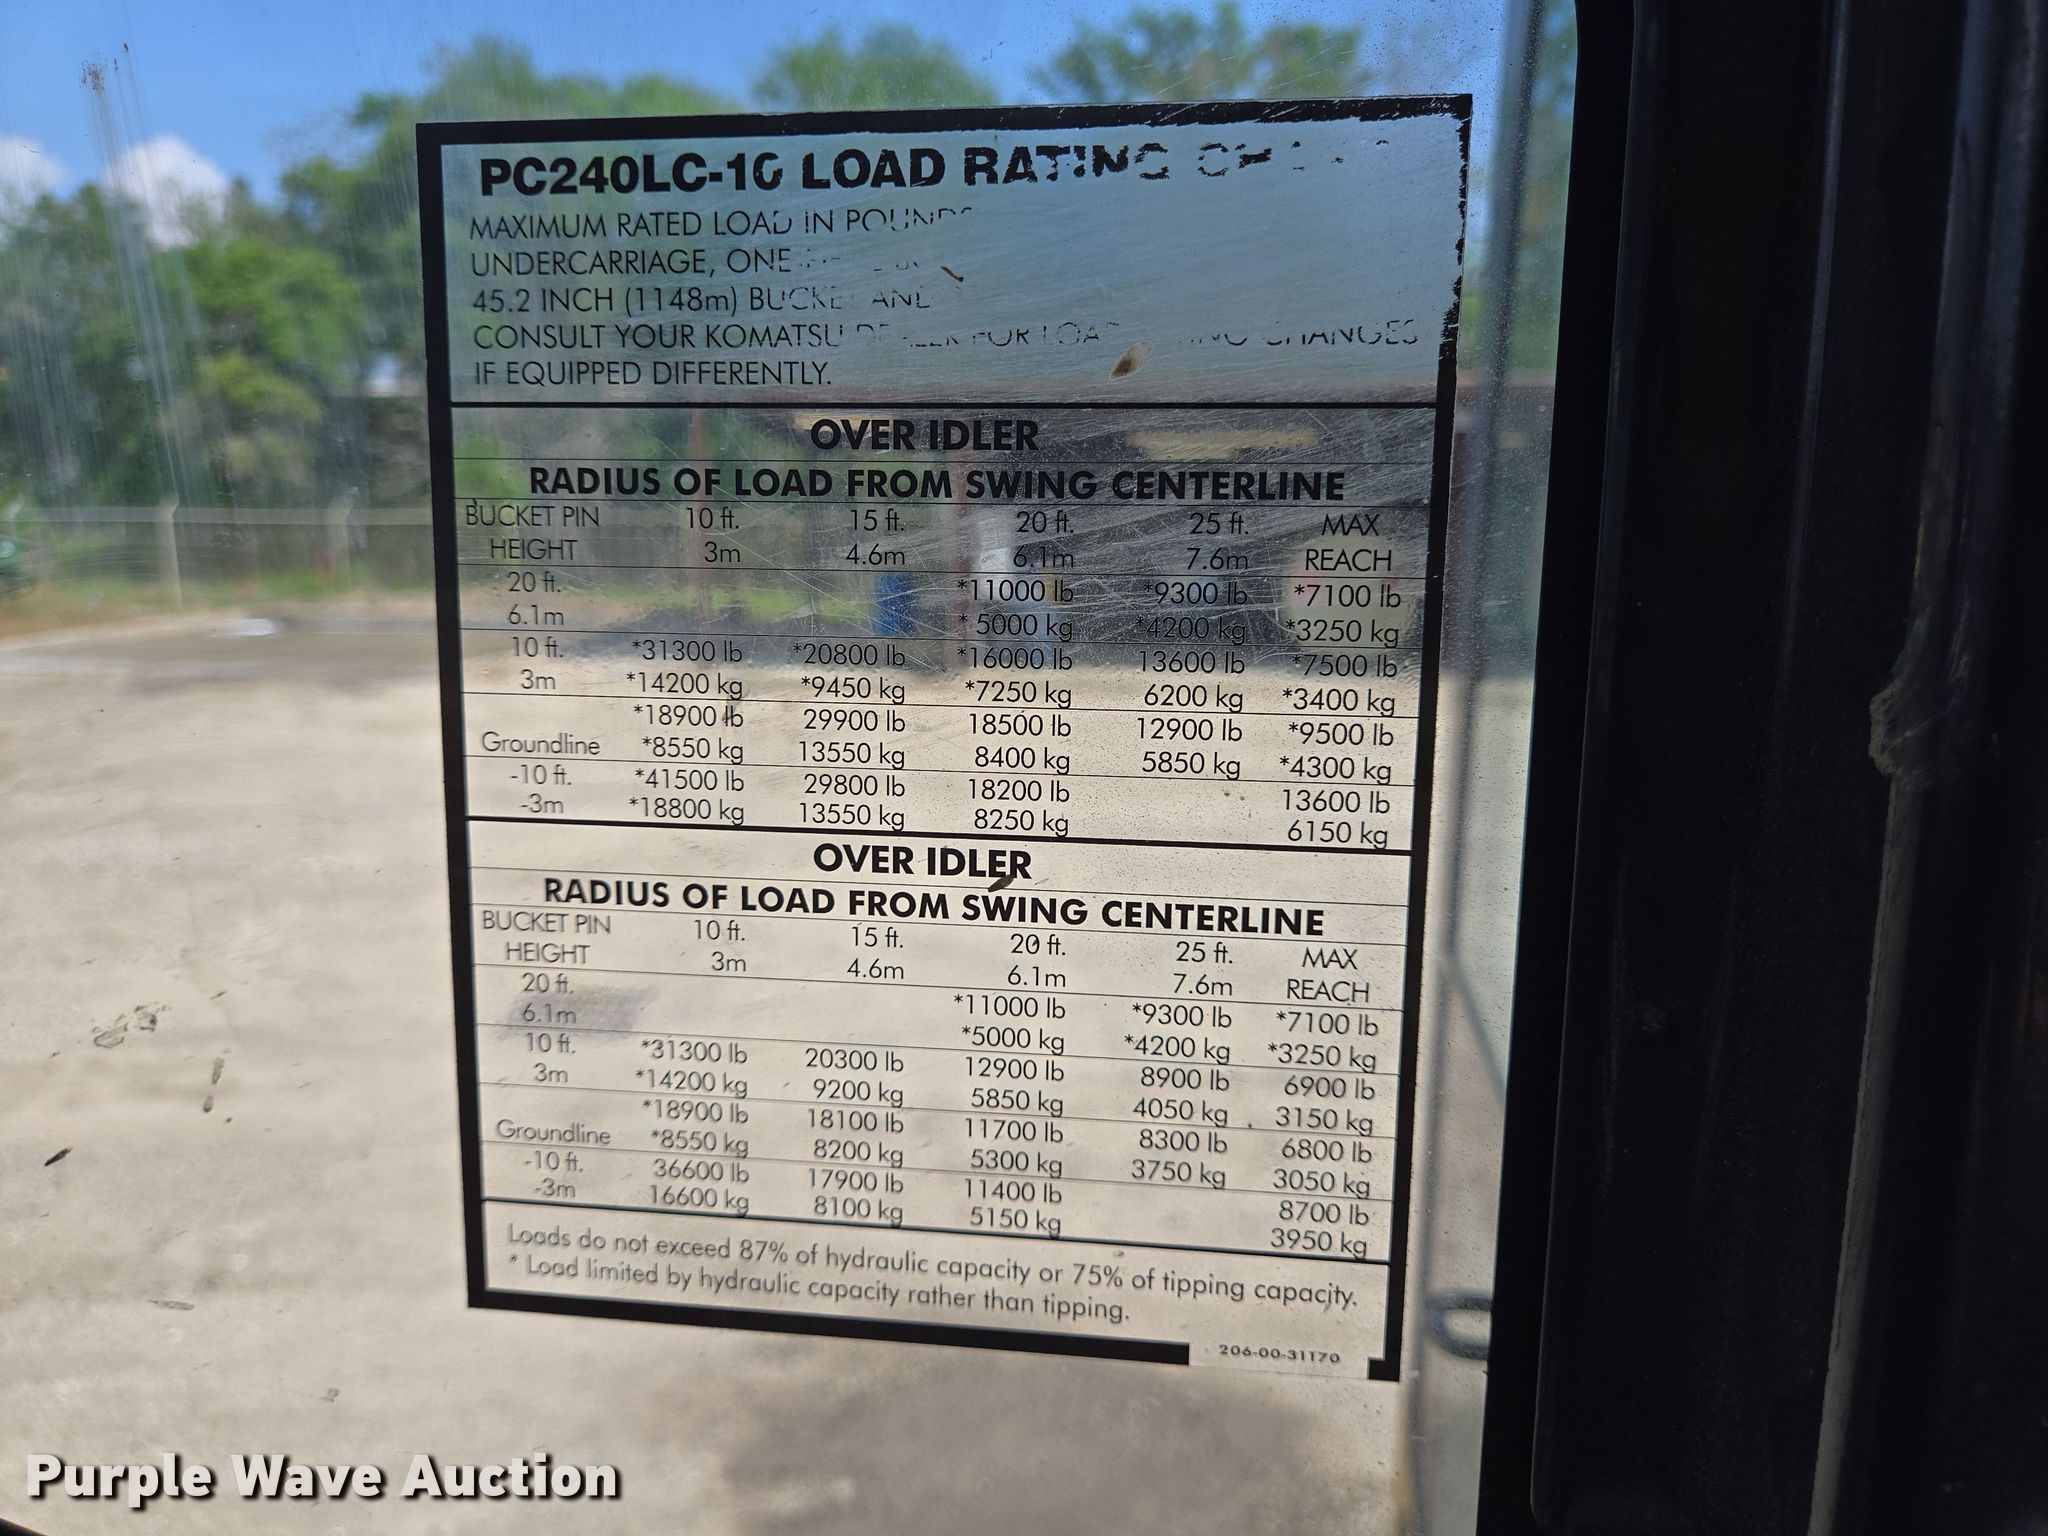 PC240LC-10 LOAD RATING
MAXIMUM RATED LOAD IN POUNDS
UNDERCARRIAGE, ONE
45.2 INCH (1148m) BUCKET AND
CONSULT YOUR KOMATSU DEALER FOR LOAD CHANGES
IF EQUIPPED DIFFERENTLY.
OVER IDLER
RADIUS OF LOAD FROM SWING CENTERLINE
BUCKET PIN 10 ft. 15 ft. 20 ft. 25 ft. MAX
HEIGHT 3m 4.6m 6.1m 7.6m REACH
20 ft. *11000 lb *9300 lb *7100 lb
6.1m *5000 kg *4200 kg *3250 kg
10 ft. *31300 lb *20800 lb *16000 lb 13600 lb *7500 lb
3m *14200 kg *9450 kg *7250 kg 6200 kg *3400 kg
*18900 lb 29900 lb 18500 lb 12900 lb *9500 lb
Groundline *8550 kg 13550 kg 8400 kg 5850 kg *4300 kg
-10 ft. *41500 lb 29800 lb 18200 lb 13600 lb
-3m *18800 kg 13550 kg 8250 kg 6150 kg
OVER IDLER
RADIUS OF LOAD FROM SWING CENTERLINE
BUCKET PIN 10 ft. 15 ft. 20 ft. 25 ft. MAX
HEIGHT 3m 4.6m 6.1m 7.6m REACH
20 ft. *11000 lb *9300 lb *7100 lb
6.1m *5000 kg *4200 kg *3250 kg
10 ft. *31300 lb 20300 lb 12900 lb 8900 lb 6900 lb
3m *14200 kg 9200 kg 5850 kg 4050 kg 3150 kg
*18900 lb 18100 lb 11700 lb 8300 lb 6800 lb
Groundline *8550 kg 8200 kg 5300 kg 3750 kg 3050 kg
-10 ft. 36600 lb 17900 lb 11400 lb 8700 lb
-3m 16600 kg 8100 kg 5150 kg 3950 kg
Loads do not exceed 87% of hydraulic capacity or 75% of tipping capacity.
* Load limited by hydraulic capacity rather than tipping.
206-00-31170
Purple Wave Auction